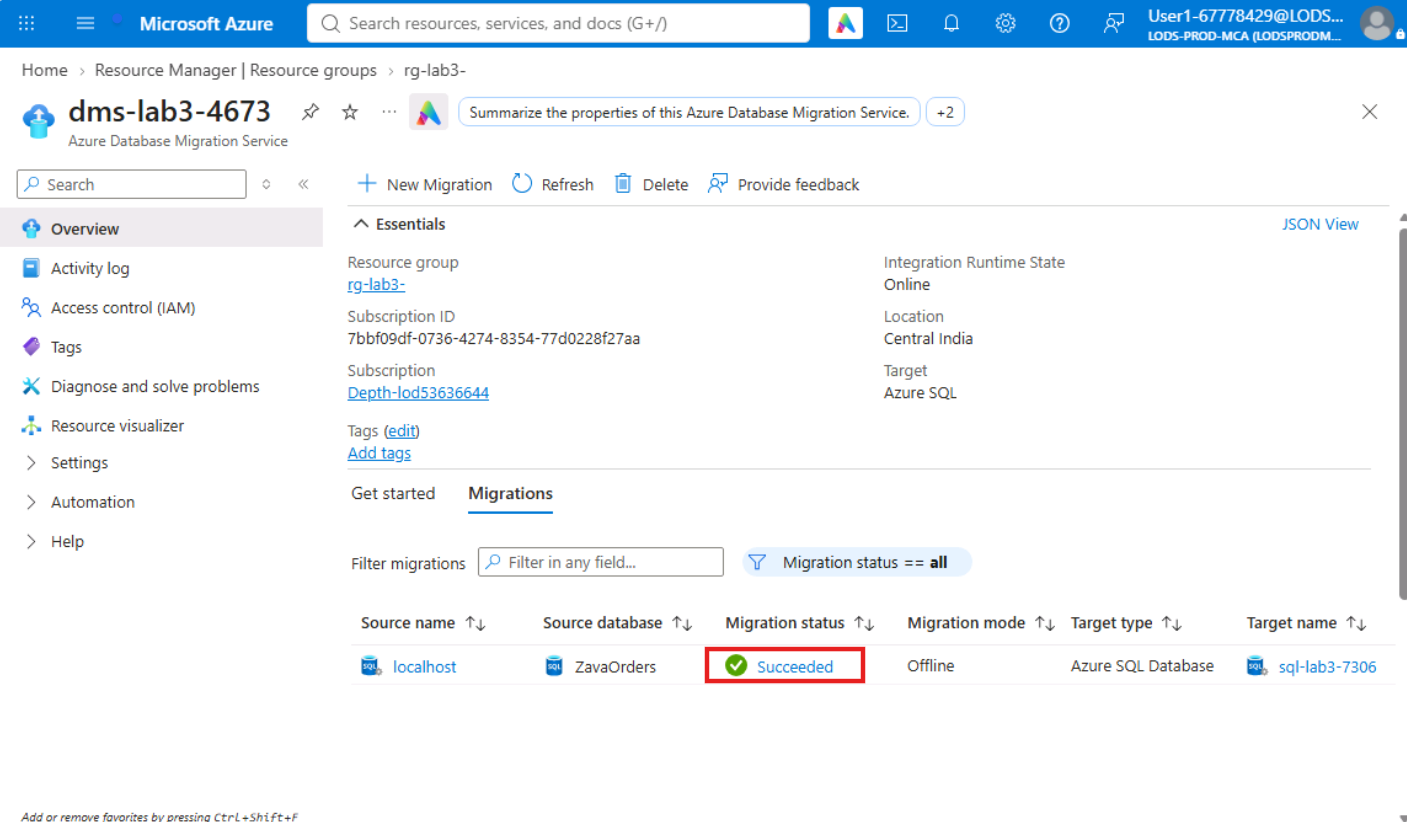 Microsoft Azure
Search resources, services, and docs (G+/)
User1-67778429@LODS...
LODS-PROD-MCA (LODSPRODM...
Home > Resource Manager | Resource groups > rg-lab3-
dms-lab3-4673
Azure Database Migration Service
Summarize the properties of this Azure Database Migration Service.
+2
Search
New Migration
Refresh
Delete
Provide feedback
Overview
Activity log
Access control (IAM)
Tags
Diagnose and solve problems
Resource visualizer
Settings
Automation
Help
Essentials
JSON View
Resource group
rg-lab3-
Subscription ID
7bbf09df-0736-4274-8354-77d0228f27aa
Subscription
Depth-lod53636644
Tags (edit)
Add tags
Integration Runtime State
Online
Location
Central India
Target
Azure SQL
Get started
Migrations
Filter migrations
Filter in any field...
Migration status == all
Source name Source database Migration status Migration mode Target type Target name
localhost ZavaOrders Succeeded Offline Azure SQL Database sql-lab3-7306
Add or remove favorites by pressing Ctrl+Shift+F